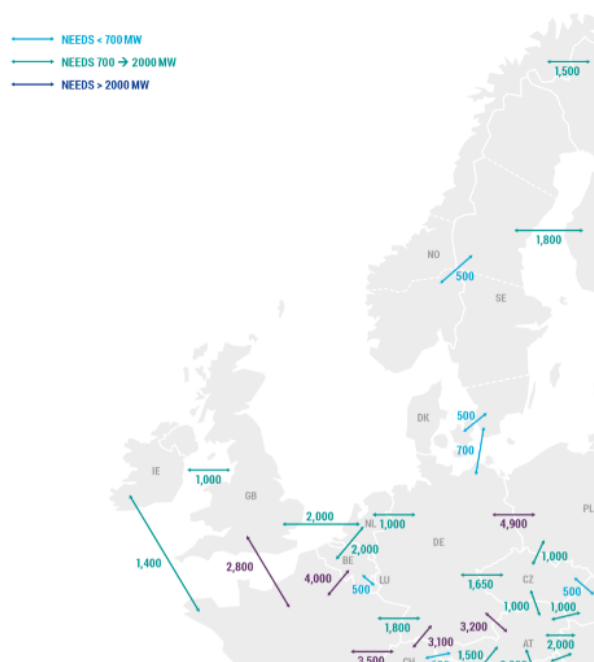 NEEDS < 700 MW
NEEDS 700 → 2000 MW
NEEDS > 2000 MW
1,500
1,800
NO
500
SE
DK
500
700
IE
1,000
GB
PL
2,000
NL
1,000
4,900
DE
2,000
1,000
BE
1,400
2,800
4,000
LU
500
1,650
CZ
500
1,000
1,000
1,800
3,200
3,100
AT
2,000
1,500
3,500
CH